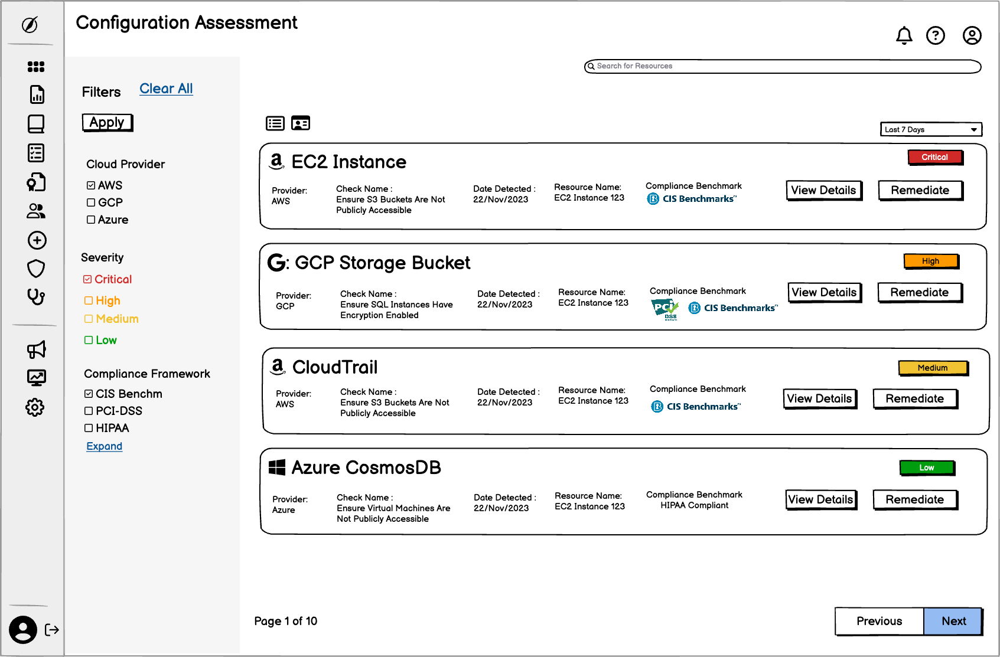 Configuration Assessment
Search for Resources
Filters
Clear All
Apply
Cloud Provider
AWS
GCP
Azure
Severity
Critical
High
Medium
Low
Compliance Framework
CIS Benchm
PCI-DSS
HIPAA
Expand
Last 7 Days
EC2 Instance
Critical
Provider:
AWS
Check Name :
Ensure S3 Buckets Are Not
Publicly Accessible
Date Detected :
22/Nov/2023
Resource Name:
EC2 Instance 123
Compliance Benchmark
CIS Benchmarks™
View Details
Remediate
G: GCP Storage Bucket
High
Provider:
GCP
Check Name :
Ensure SQL Instances Have
Encryption Enabled
Date Detected :
22/Nov/2023
Resource Name:
EC2 Instance 123
Compliance Benchmark
PCI
DSS
CIS Benchmarks™
View Details
Remediate
CloudTrail
Medium
Provider:
AWS
Check Name :
Ensure S3 Buckets Are Not
Publicly Accessible
Date Detected :
22/Nov/2023
Resource Name:
EC2 Instance 123
Compliance Benchmark
CIS Benchmarks™
View Details
Remediate
Azure CosmosDB
Low
Provider:
Azure
Check Name :
Ensure Virtual Machines Are
Not Publicly Accessible
Date Detected :
22/Nov/2023
Resource Name:
EC2 Instance 123
Compliance Benchmark
HIPAA Compliant
View Details
Remediate
Page 1 of 10
Previous
Next